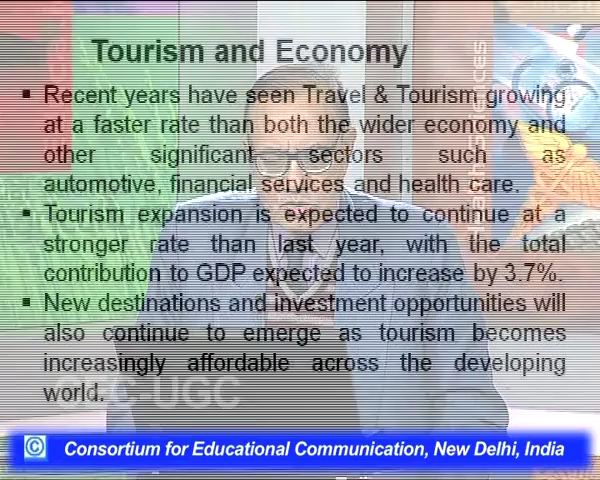 Tourism and Economy
▪ Recent years have seen Travel & Tourism growing
at a faster rate than both the wider economy and
other significant sectors such as
automotive, financial services and health care.
▪ Tourism expansion is expected to continue at a
stronger rate than last year, with the total
contribution to GDP expected to increase by 3.7%.
▪ New destinations and investment opportunities will
also continue to emerge as tourism becomes
increasingly affordable across the developing
world.
CEC-UGC
Health Sciences
© Consortium for Educational Communication, New Delhi, India